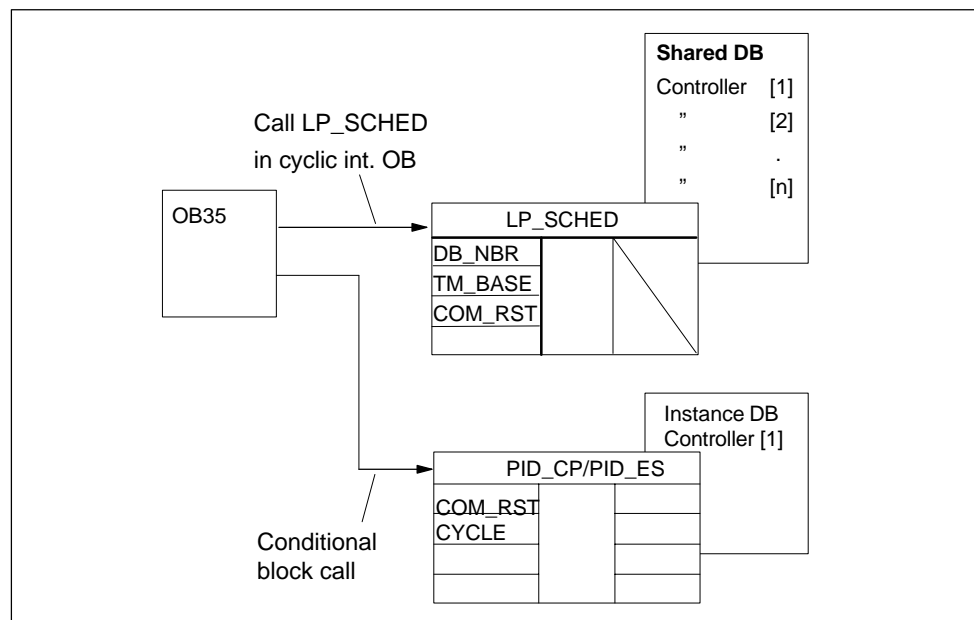 Shared DB
Controller [1]
” [2]
” .
” [n]
Call LP_SCHED
in cyclic int. OB
OB35
LP_SCHED
DB_NBR
TM_BASE
COM_RST
Instance DB
Controller [1]
PID_CP/PID_ES
COM_RST
CYCLE
Conditional
block call